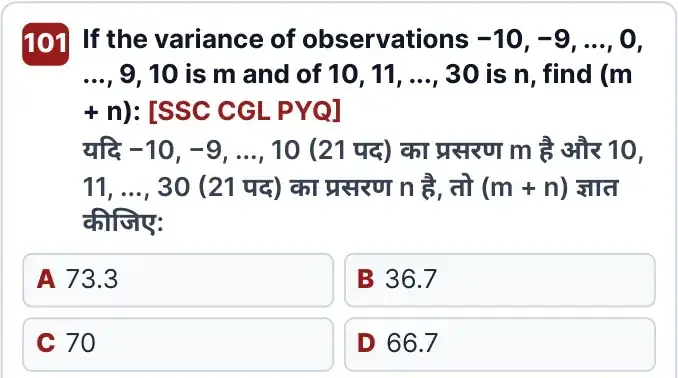 101 If the variance of observations −10, −9, ..., 0,
..., 9, 10 is m and of 10, 11, ..., 30 is n, find (m
+ n): [SSC CGL PYQ]
यदि −10, −9, ..., 10 (21 पद) का प्रसरण m है और 10,
11, ..., 30 (21 पद) का प्रसरण n है, तो (m + n) ज्ञात
कीजिए:
A 73.3
B 36.7
C 70
D 66.7